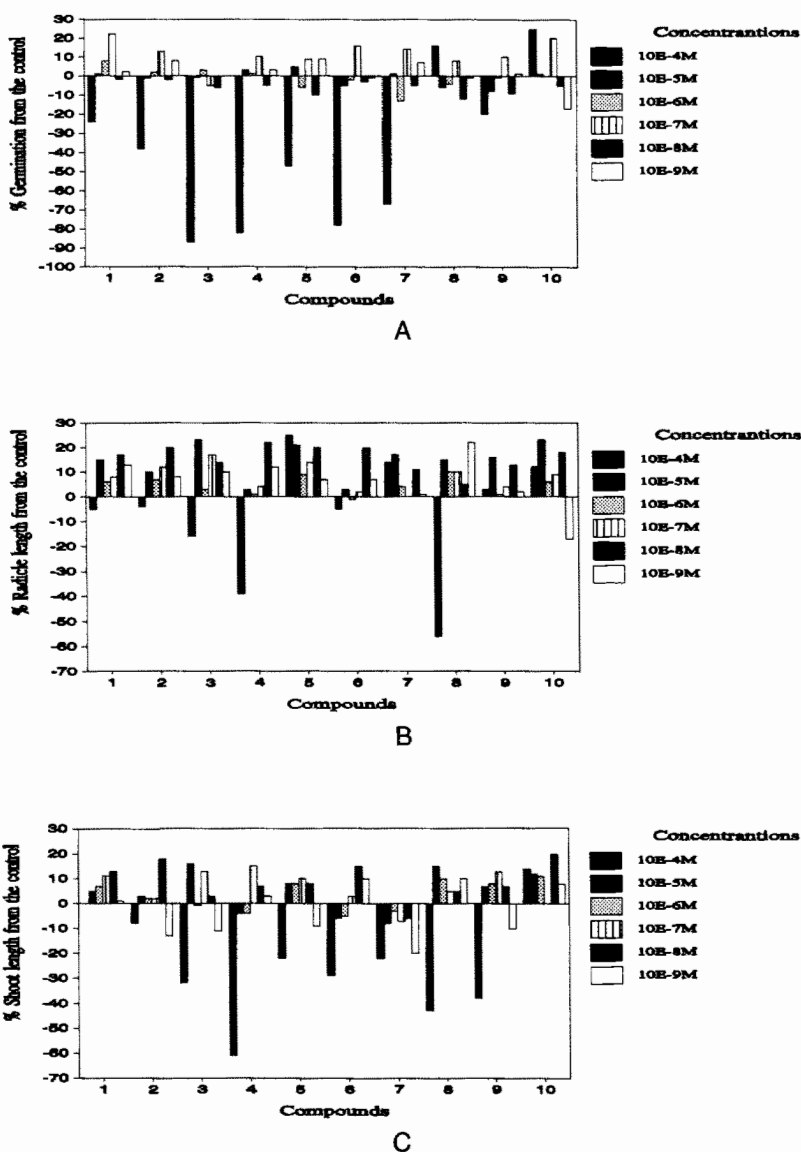 % Germination from the control
30
20
10
0
-10
-20
-30
-40
-50
-60
-70
-80
-90
-100
1 2 3 4 5 6 7 8 9 10
Compounds
Concentrantions
10E-4M
10E-5M
10E-6M
10E-7M
10E-8M
10E-9M
A
% Radicle length from the control
30
20
10
0
-10
-20
-30
-40
-50
-60
-70
1 2 3 4 5 6 7 8 9 10
Compounds
Concentrantions
10E-4M
10E-5M
10E-6M
10E-7M
10E-8M
10E-9M
B
% Shoot length from the control
30
20
10
0
-10
-20
-30
-40
-50
-60
-70
1 2 3 4 5 6 7 8 9 10
Compounds
Concentrantions
10E-4M
10E-5M
10E-6M
10E-7M
10E-8M
10E-9M
C